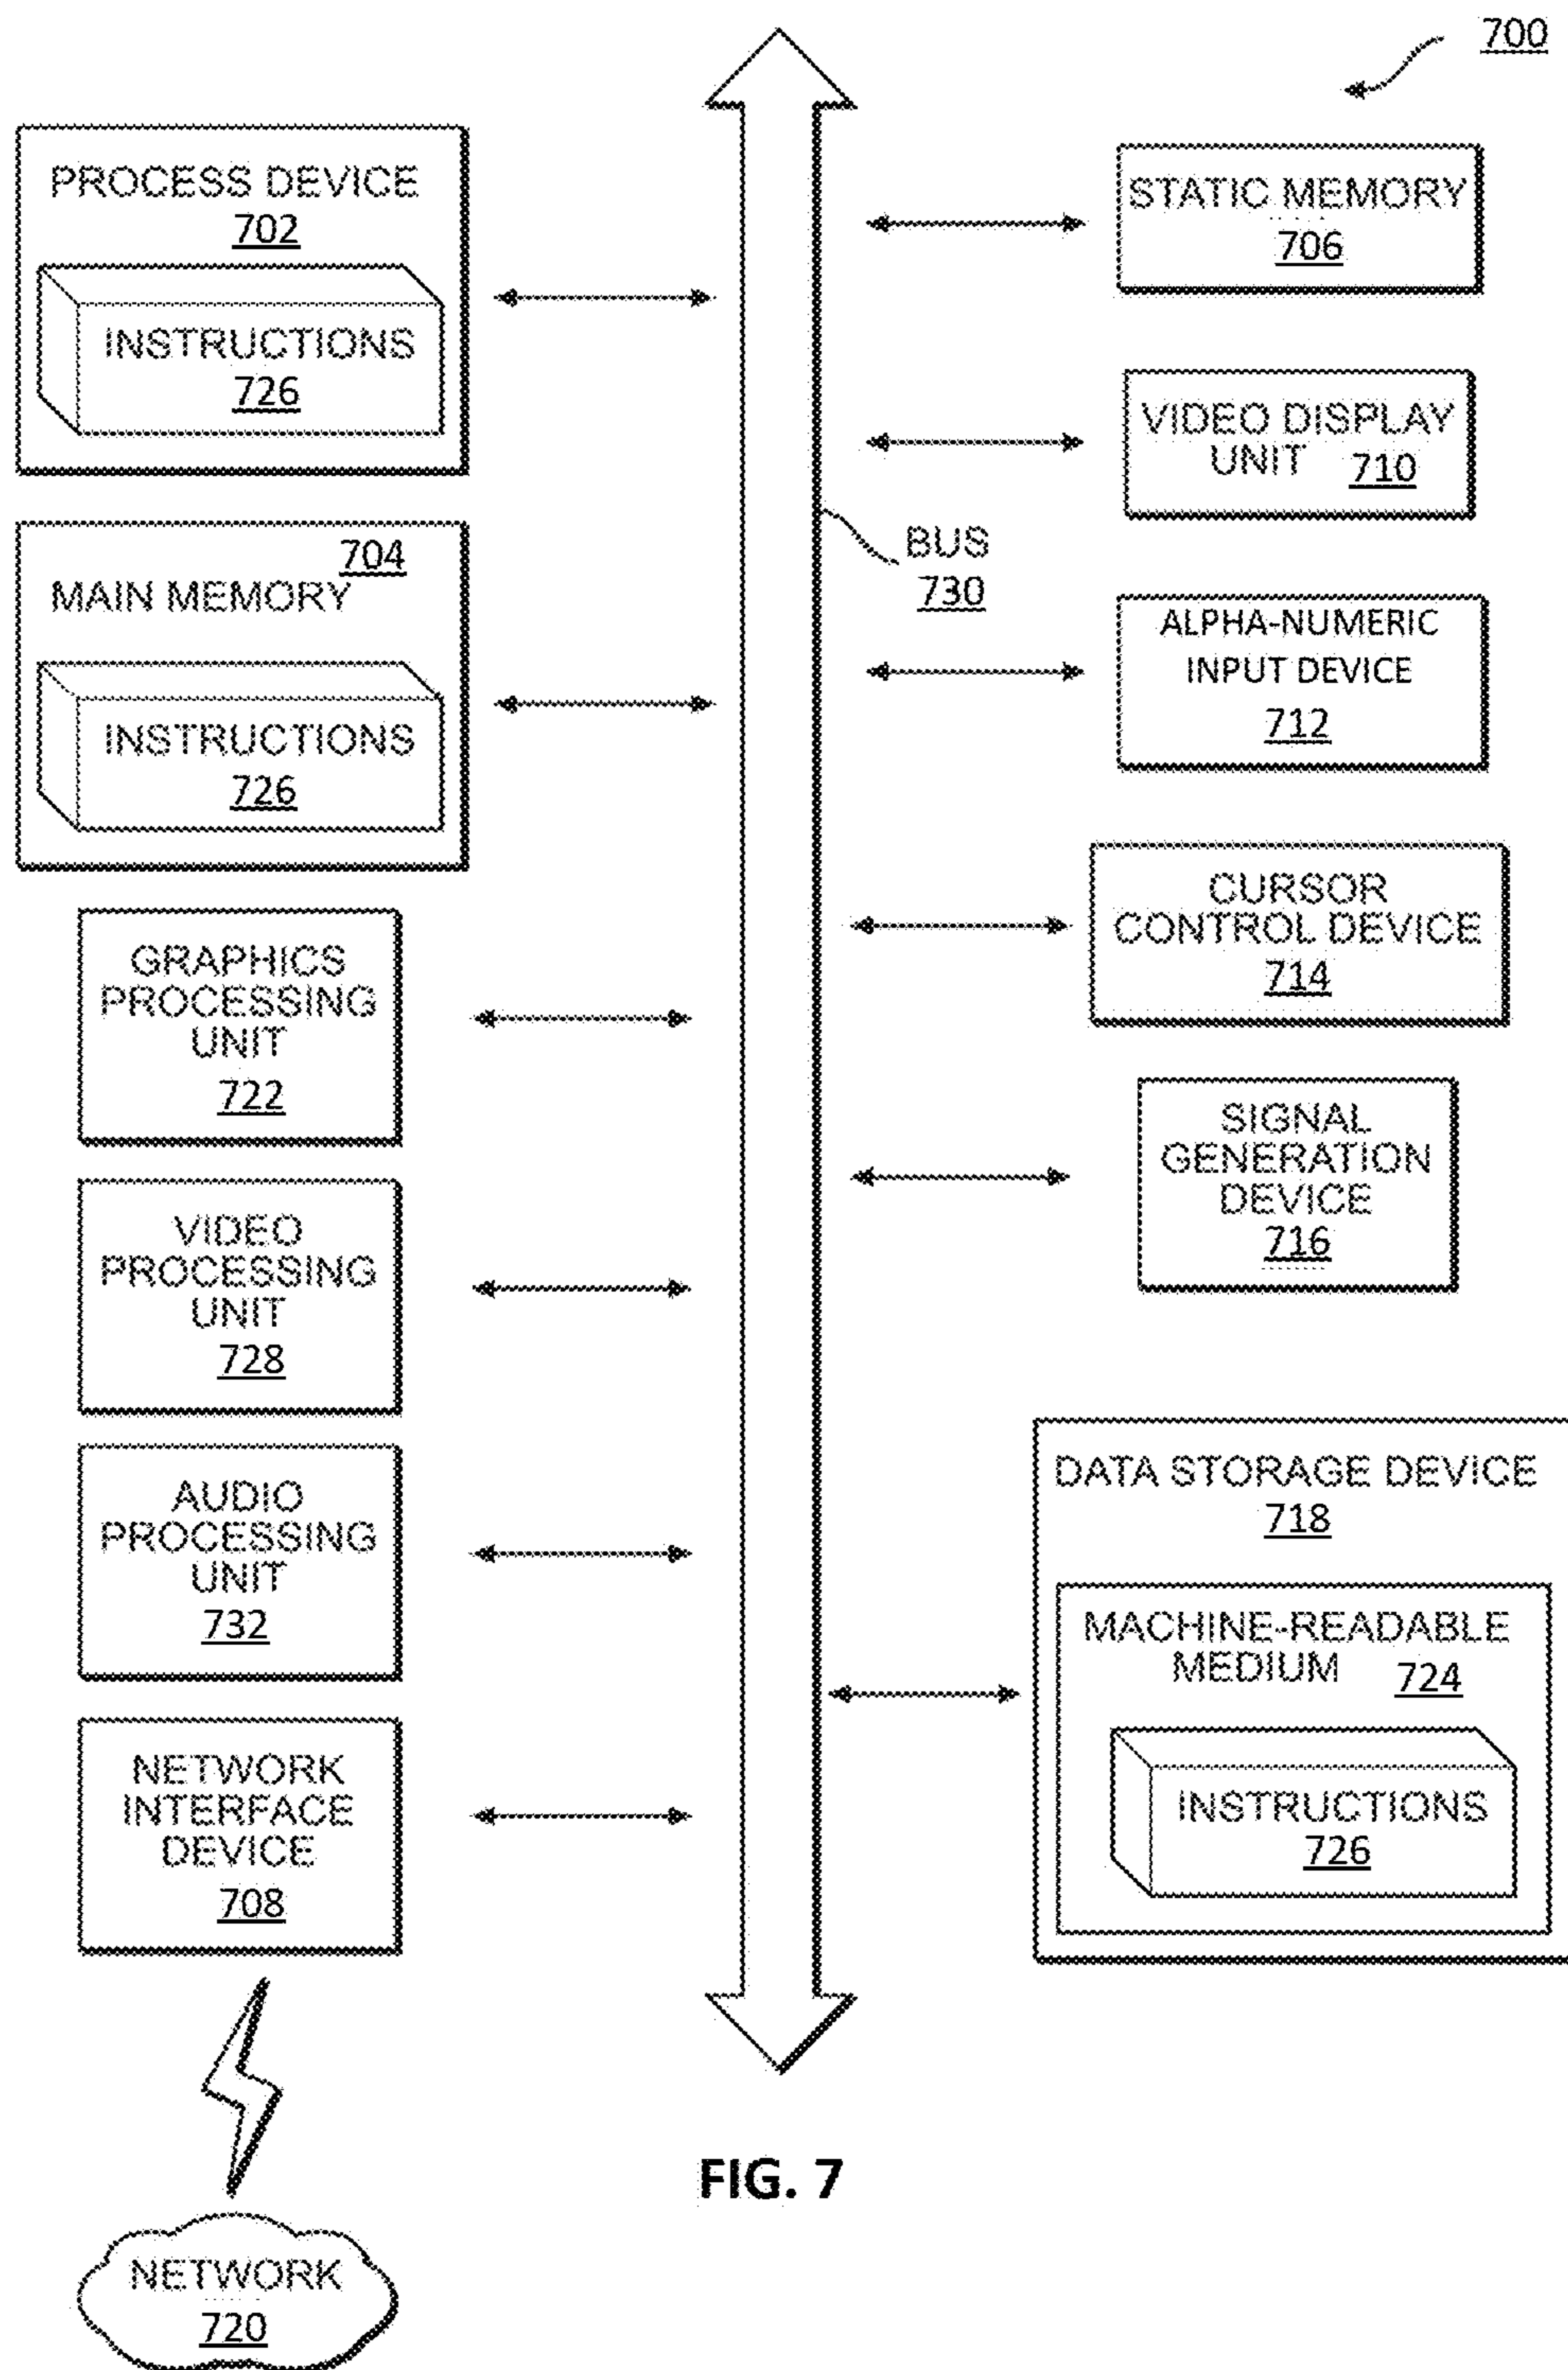 700
PROCESS DEVICE
702
INSTRUCTIONS
726
MAIN MEMORY
704
INSTRUCTIONS
726
GRAPHICS
PROCESSING
UNIT
722
VIDEO
PROCESSING
UNIT
728
AUDIO
PROCESSING
UNIT
732
NETWORK
INTERFACE
DEVICE
708
NETWORK
720
BUS
730
STATIC MEMORY
706
VIDEO DISPLAY
UNIT 710
ALPHA-NUMERIC
INPUT DEVICE
712
CURSOR
CONTROL DEVICE
714
SIGNAL
GENERATION
DEVICE
716
DATA STORAGE DEVICE
718
MACHINE-READABLE
MEDIUM 724
INSTRUCTIONS
726
FIG. 7